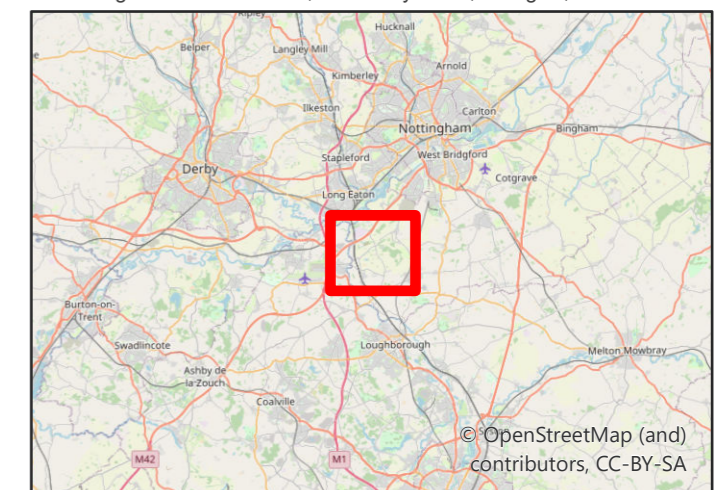 Hucknall
Belper
Langley Mill
Arnold
Kimberley
Ilkeston
Carlton
Nottingham
Bingham
Stapleford
West Bridgford
Derby
Cotgrave
Long Eaton
Burton-on-
Trent
Swadlincote
Loughborough
Melton Mowbray
Ashby de
la-Zouch
Coalville
© OpenStreetMap (and)
contributors, CC-BY-SA
M42
M1